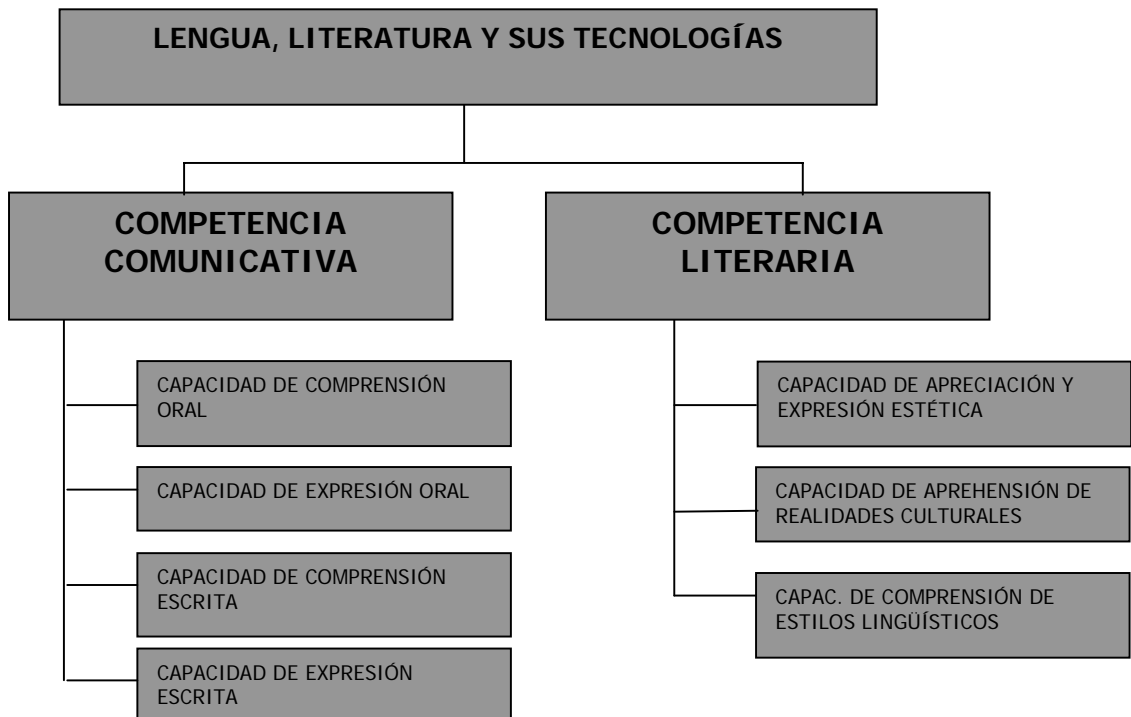 LENGUA, LITERATURA Y SUS TECNOLOGÍAS
COMPETENCIA
COMUNICATIVA
CAPACIDAD DE COMPRENSIÓN
ORAL
CAPACIDAD DE EXPRESIÓN ORAL
CAPACIDAD DE COMPRENSIÓN
ESCRITA
CAPACIDAD DE EXPRESIÓN
ESCRITA
COMPETENCIA
LITERARIA
CAPACIDAD DE APRECIACIÓN Y
EXPRESIÓN ESTÉTICA
CAPACIDAD DE APREHENSIÓN DE
REALIDADES CULTURALES
CAPAC. DE COMPRENSIÓN DE
ESTILOS LINGÜÍSTICOS